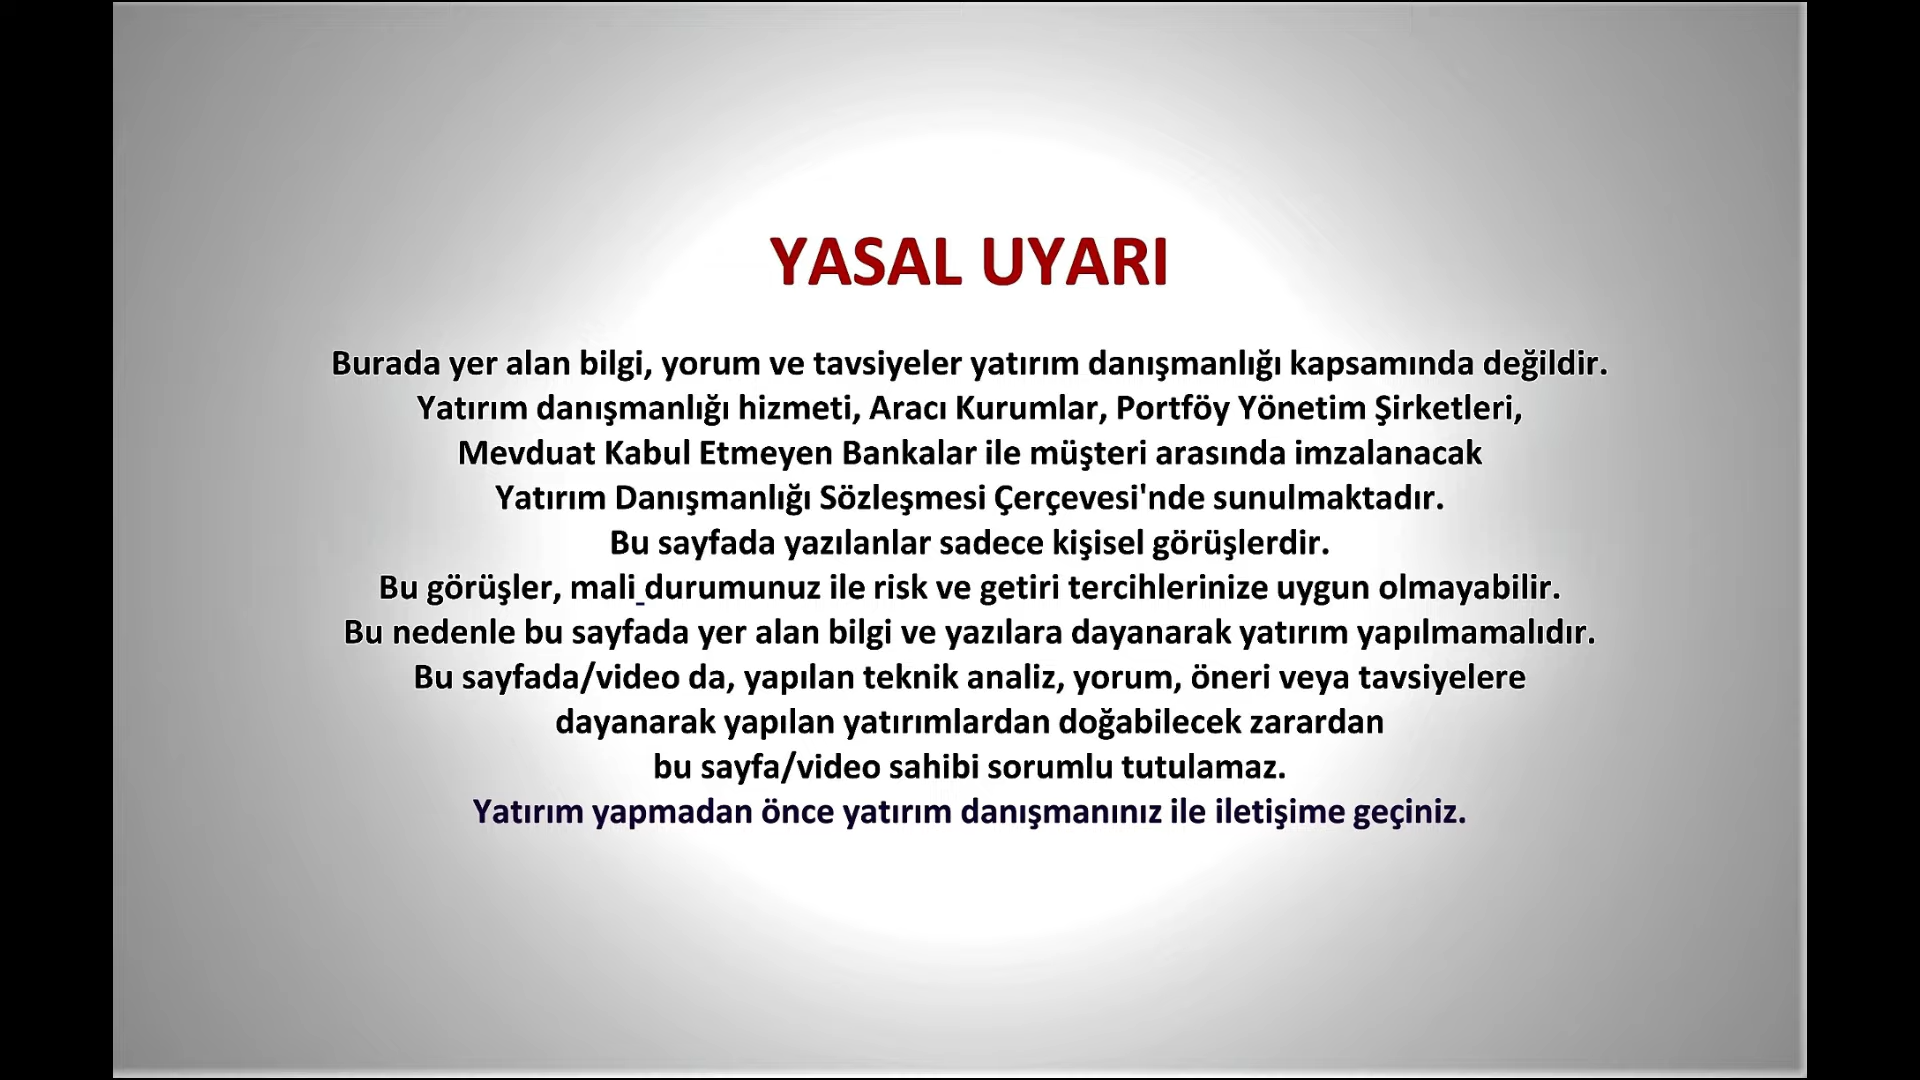 YASAL UYARI
Burada yer alan bilgi, yorum ve tavsiyeler yatırım danışmanlığı kapsamında değildir.
Yatırım danışmanlığı hizmeti, Aracı Kurumlar, Portföy Yönetim Şirketleri,
Mevduat Kabul Etmeyen Bankalar ile müşteri arasında imzalanacak
Yatırım Danışmanlığı Sözleşmesi Çerçevesi'nde sunulmaktadır.
Bu sayfada yazılanlar sadece kişisel görüşlerdir.
Bu görüşler, mali durumunuz ile risk ve getiri tercihlerinize uygun olmayabilir.
Bu nedenle bu sayfada yer alan bilgi ve yazılara dayanarak yatırım yapılmamalıdır.
Bu sayfada/video da, yapılan teknik analiz, yorum, öneri veya tavsiyelere
dayanarak yapılan yatırımlardan doğabilecek zarardan
bu sayfa/video sahibi sorumlu tutulamaz.
Yatırım yapmadan önce yatırım danışmanınız ile iletişime geçiniz.